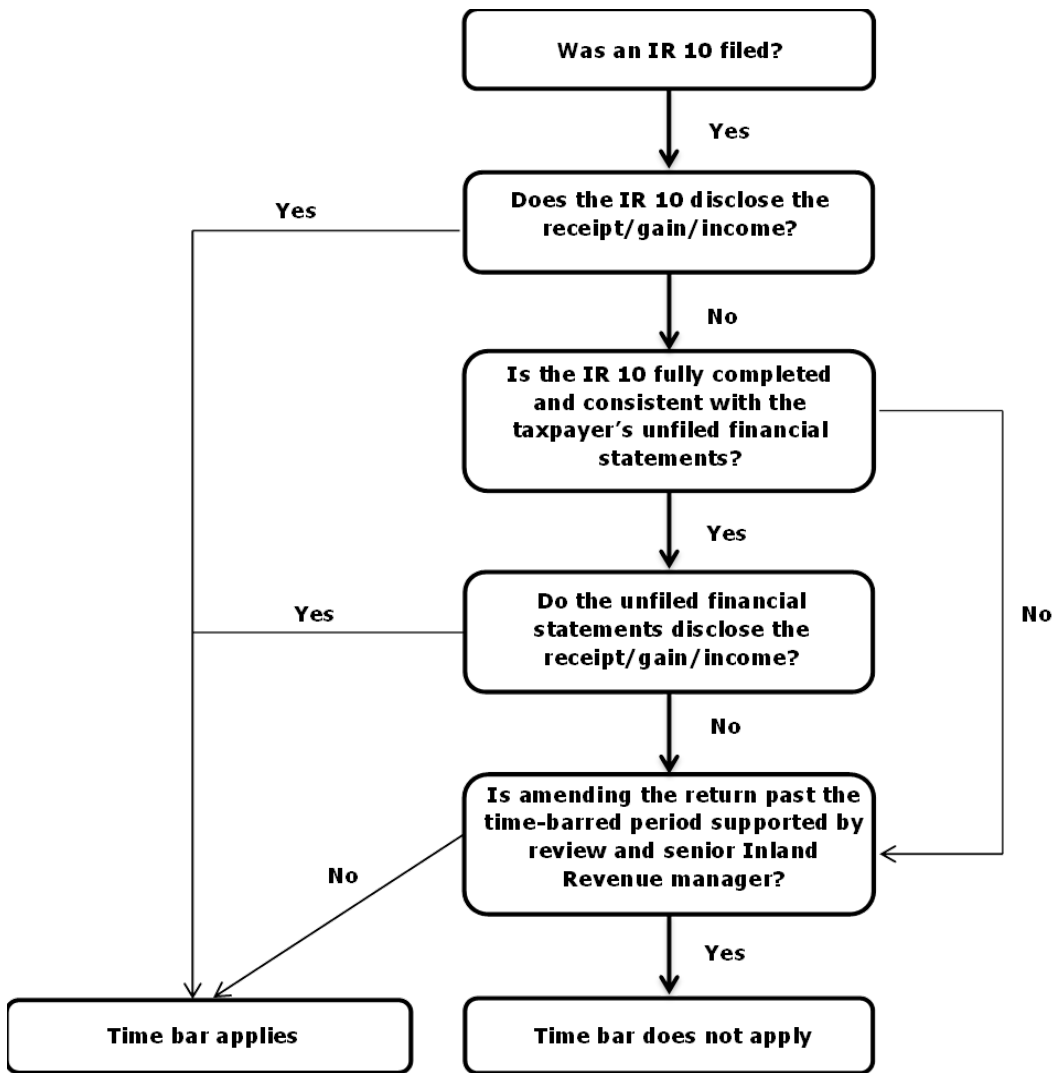 Was an IR 10 filed?
Yes
Does the IR 10 disclose the
receipt/gain/income?
Yes
No
Is the IR 10 fully completed
and consistent with the
taxpayer’s unfiled financial
statements?
Yes
No
Do the unfiled financial
statements disclose the
receipt/gain/income?
Yes
No
Is amending the return past the
time-barred period supported by
review and senior Inland
Revenue manager?
No
Yes
Time bar applies
Time bar does not apply